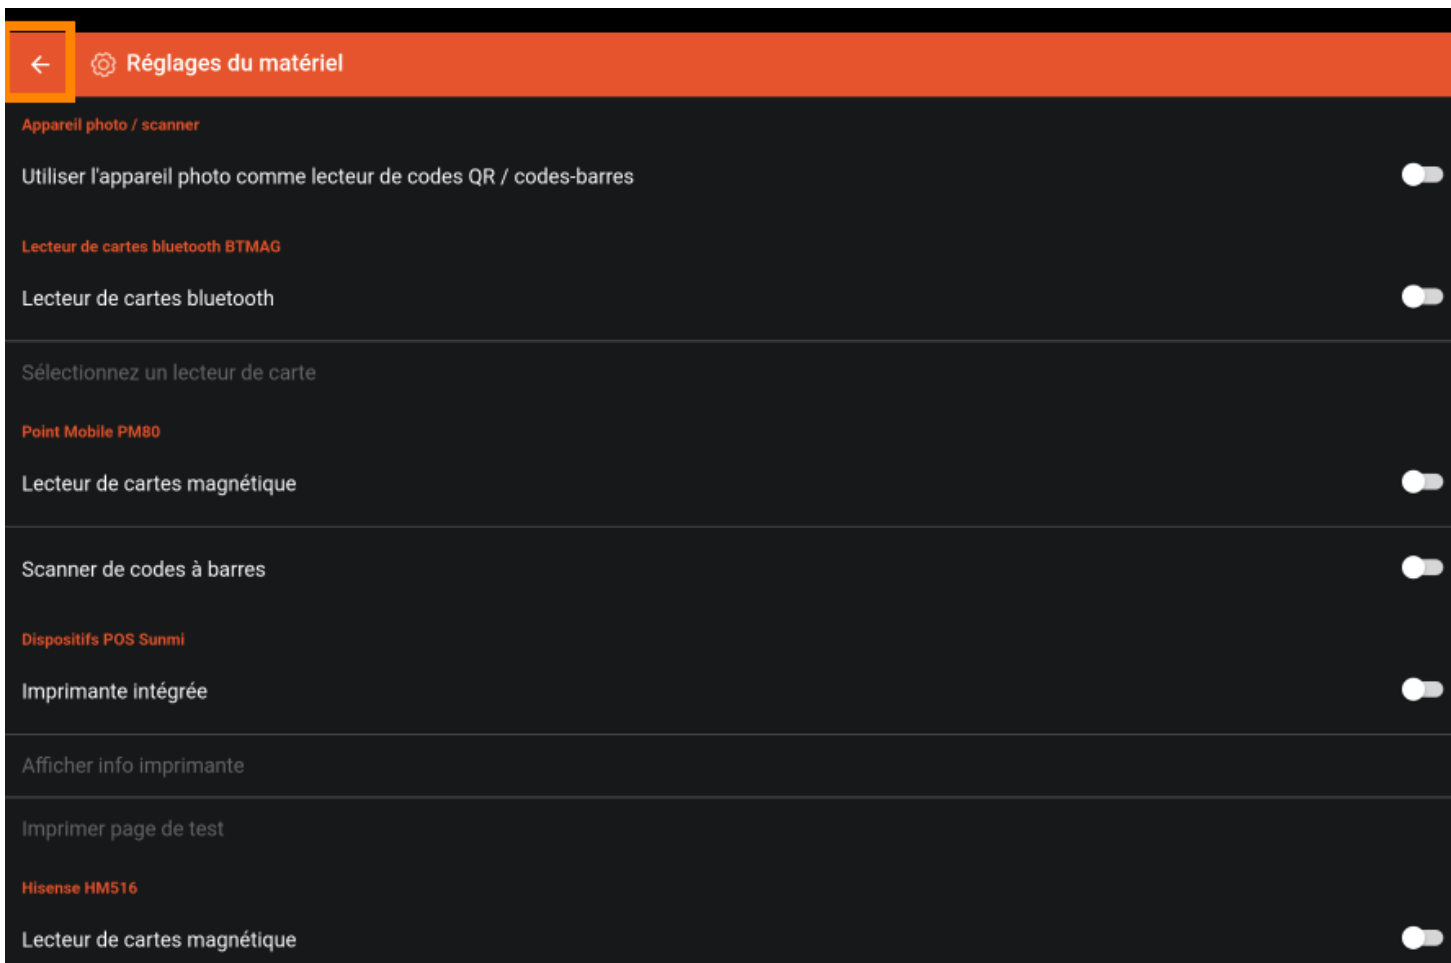 Réglages du matériel
Appareil photo / scanner
Utiliser l'appareil photo comme lecteur de codes QR / codes-barres
Lecteur de cartes bluetooth BTMAG
Lecteur de cartes bluetooth
Sélectionnez un lecteur de carte
Point Mobile PM80
Lecteur de cartes magnétique
Scanner de codes à barres
Dispositifs POS Sunmi
Imprimante intégrée
Afficher info imprimante
Imprimer page de test
Hisense HM516
Lecteur de cartes magnétique